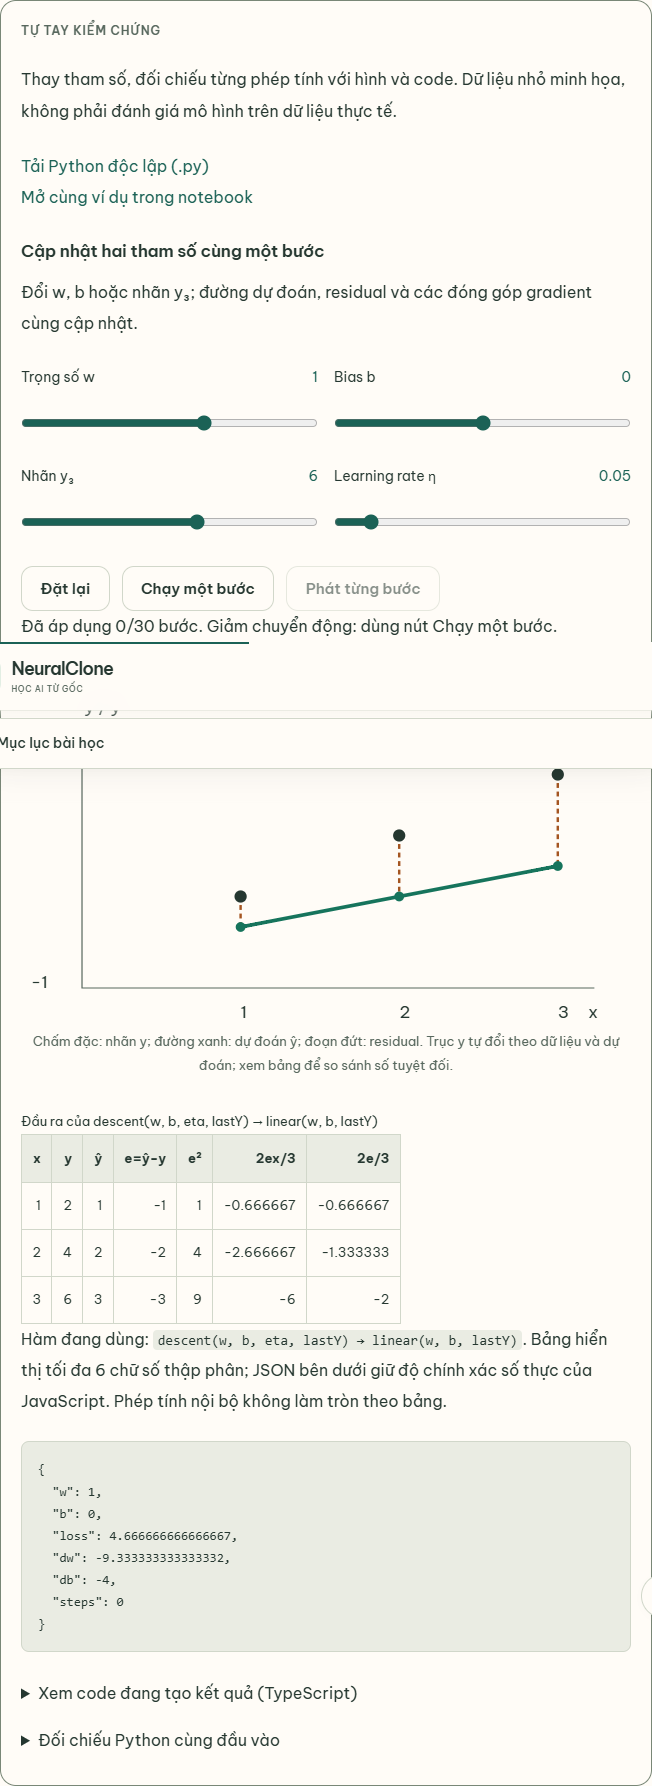 TỰ TAY KIỂM CHỨNG
Thay tham số, đối chiếu từng phép tính với hình và code. Dữ liệu nhỏ minh họa,
không phải đánh giá mô hình trên dữ liệu thực tế.
Tải Python độc lập (.py)
Mở cùng ví dụ trong notebook
Cập nhật hai tham số cùng một bước
Đổi w, b hoặc nhãn y₃; đường dự đoán, residual và các đóng góp gradient
cùng cập nhật.
Trọng số w 1 Bias b 0
Nhãn y₃ 6 Learning rate η 0.05
Đặt lại Chạy một bước Phát từng bước
Đã áp dụng 0/30 bước. Giảm chuyển động: dùng nút Chạy một bước.
NeuralClone
HỌC AI TỪ GỐC
Mục lục bài học
-1
1 2 3 x
Chấm đặc: nhãn y; đường xanh: dự đoán ŷ; đoạn đứt: residual. Trục y tự đổi theo dữ liệu và dự
đoán; xem bảng để so sánh số tuyệt đối.
Đầu ra của descent(w, b, eta, lastY) → linear(w, b, lastY)
x y ŷ e=ŷ-y e² 2ex/3 2e/3
1 2 1 -1 1 -0.666667 -0.666667
2 4 2 -2 4 -2.666667 -1.333333
3 6 3 -3 9 -6 -2
Hàm đang dùng: descent(w, b, eta, lastY) → linear(w, b, lastY). Bảng hiển
thị tối đa 6 chữ số thập phân; JSON bên dưới giữ độ chính xác số thực của
JavaScript. Phép tính nội bộ không làm tròn theo bảng.
{
"w": 1,
"b": 0,
"loss": 4.666666666666667,
"dw": -9.333333333333332,
"db": -4,
"steps": 0
}
Xem code đang tạo kết quả (TypeScript)
Đối chiếu Python cùng đầu vào